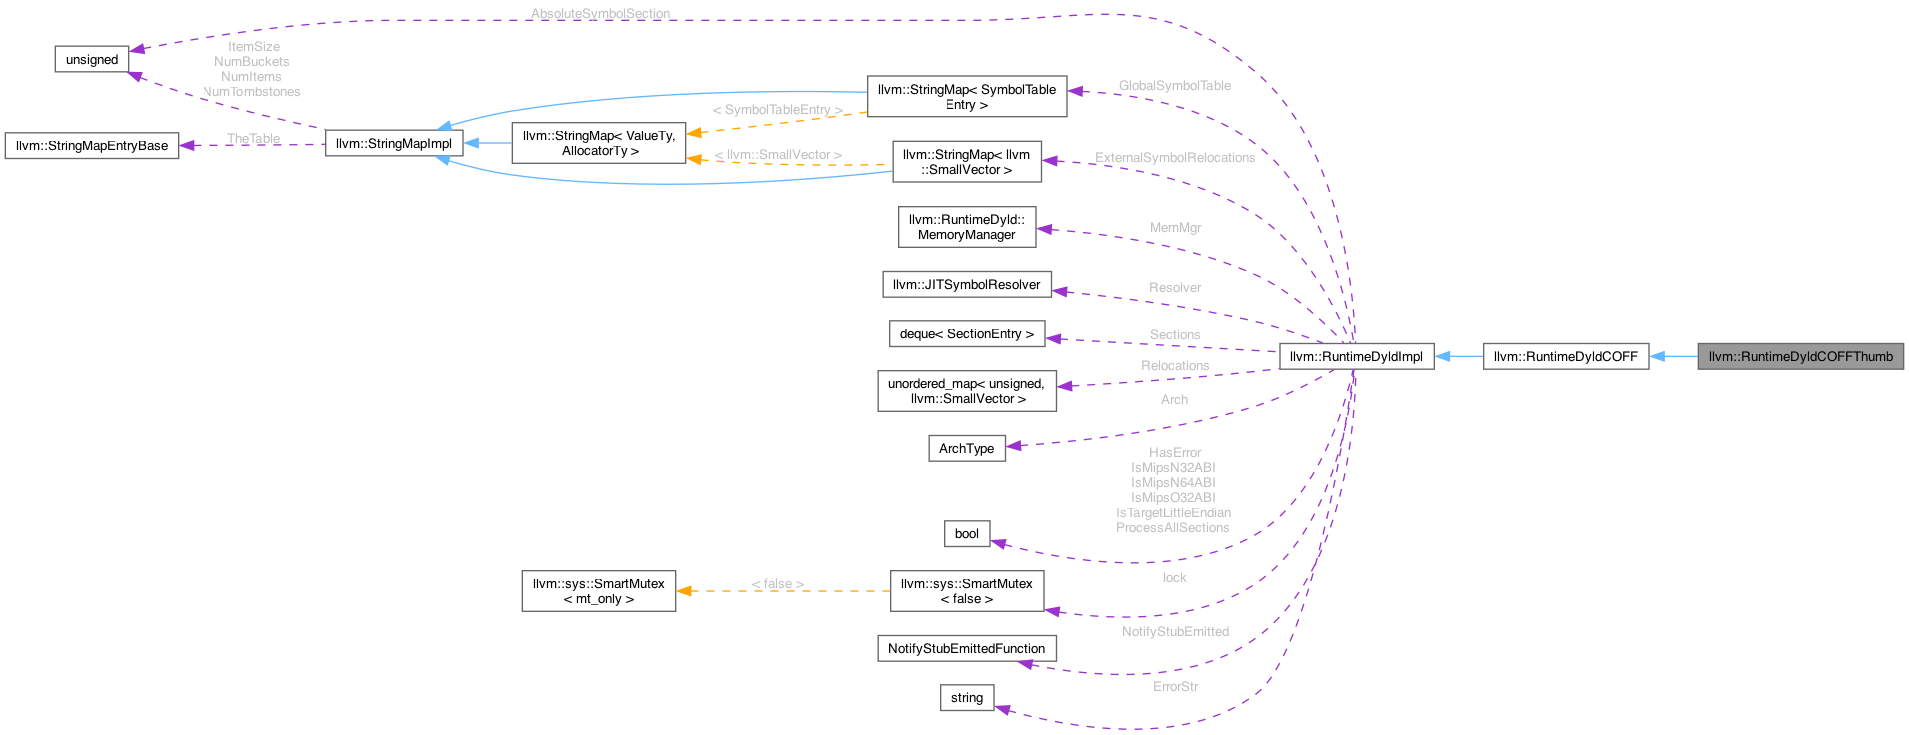 AbsoluteSymbolSection
unsigned
ItemSize
NumBuckets
NumItems
NumTombstones
llvm::StringMapEntryBase
TheTable
llvm::StringMapImpl
llvm::StringMap< ValueTy,
AllocatorTy >
< SymbolTableEntry >
< llvm::SmallVector >
llvm::StringMap< SymbolTable
Entry >
llvm::StringMap< llvm
::SmallVector >
GlobalSymbolTable
ExternalSymbolRelocations
llvm::RuntimeDyld::
MemoryManager
MemMgr
llvm::JITSymbolResolver
Resolver
deque< SectionEntry >
Sections
unordered_map< unsigned,
llvm::SmallVector >
Relocations
llvm::RuntimeDyldImpl
llvm::RuntimeDyldCOFF
llvm::RuntimeDyldCOFFThumb
ArchType
Arch
HasError
IsMipsN32ABI
IsMipsN64ABI
IsMipsO32ABI
IsTargetLittleEndian
ProcessAllSections
bool
llvm::sys::SmartMutex
< mt_only >
< false >
llvm::sys::SmartMutex
< false >
lock
NotifyStubEmittedFunction
NotifyStubEmitted
string
ErrorStr